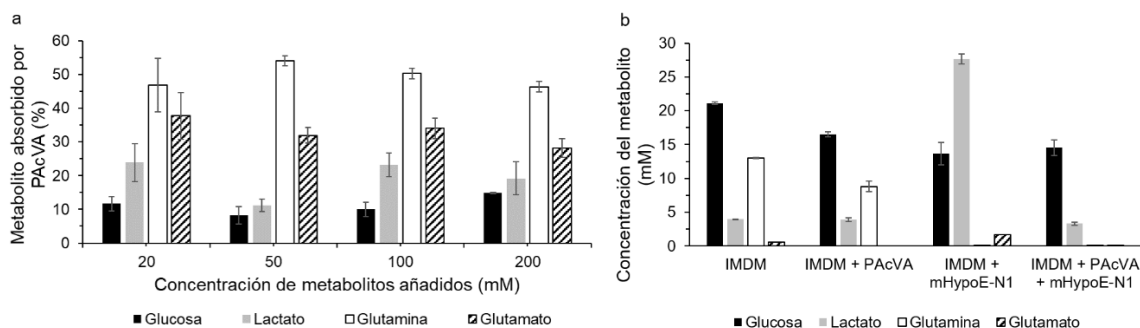 a
Metabolito absorbido por
PAcVA (%)
60
50
40
30
20
10
0
20
50
100
200
Concentración de metabolitos añadidos (mM)
Glucosa
Lactato
Glutamina
Glutamato
b
Concentración del metabolito
(mM)
30
25
20
15
10
5
0
IMDM
IMDM + PAcVA
IMDM +
mHypoE-N1
IMDM + PAcVA
+ mHypoE-N1
Glucosa
Lactato
Glutamina
Glutamato